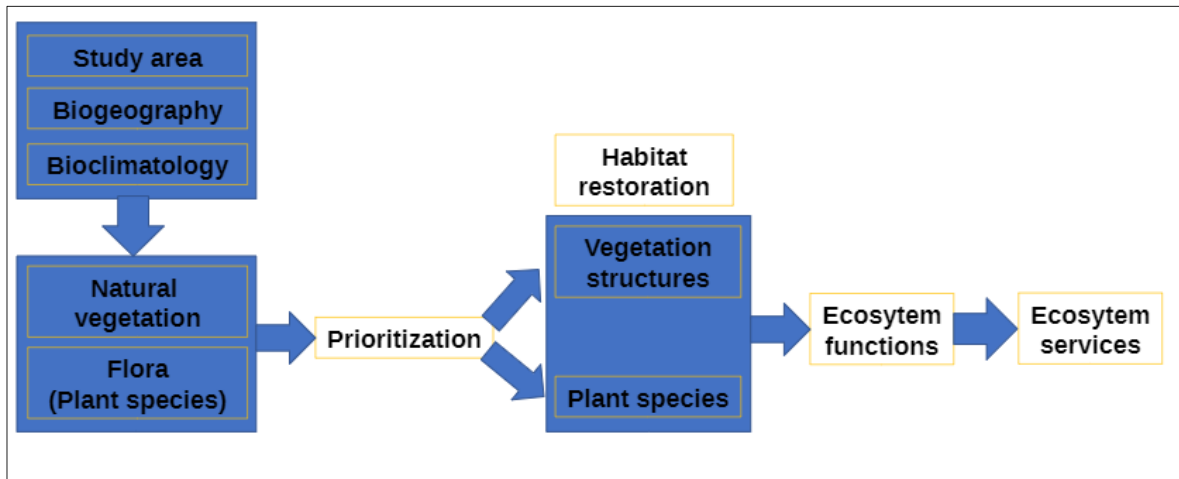 Study area
Biogeography
Bioclimatology
Natural
vegetation
Flora
(Plant species)
Prioritization
Habitat
restoration
Vegetation
structures
Plant species
Ecosytem
functions
Ecosytem
services